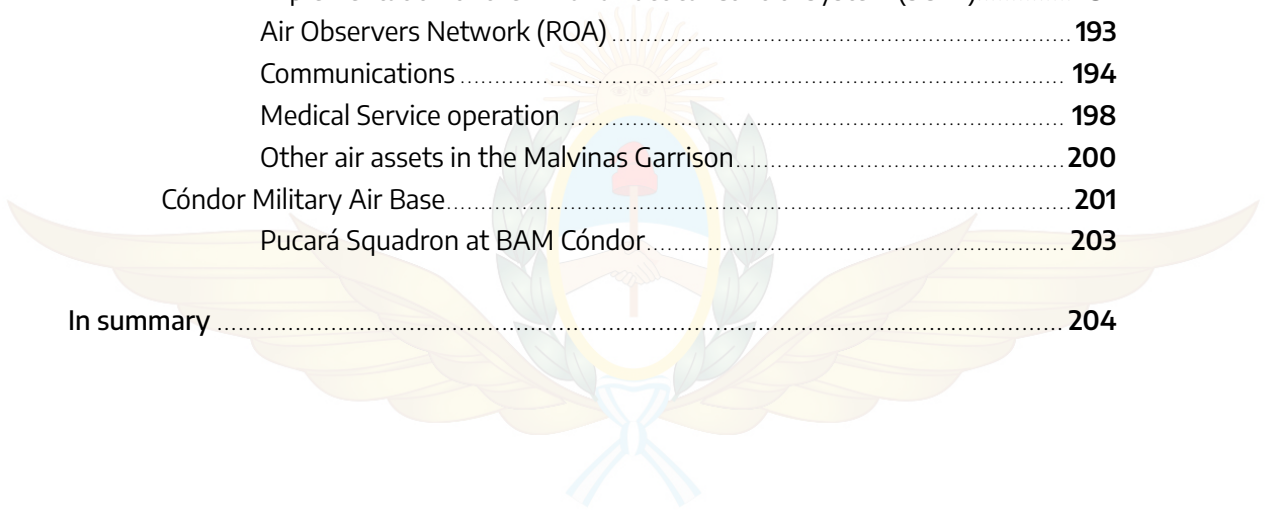 Air Observers Network (ROA) 193
Communications 194
Medical Service operation 198
Other air assets in the Malvinas Garrison 200
Cóndor Military Air Base 201
Pucará Squadron at BAM Cóndor 203
In summary 204